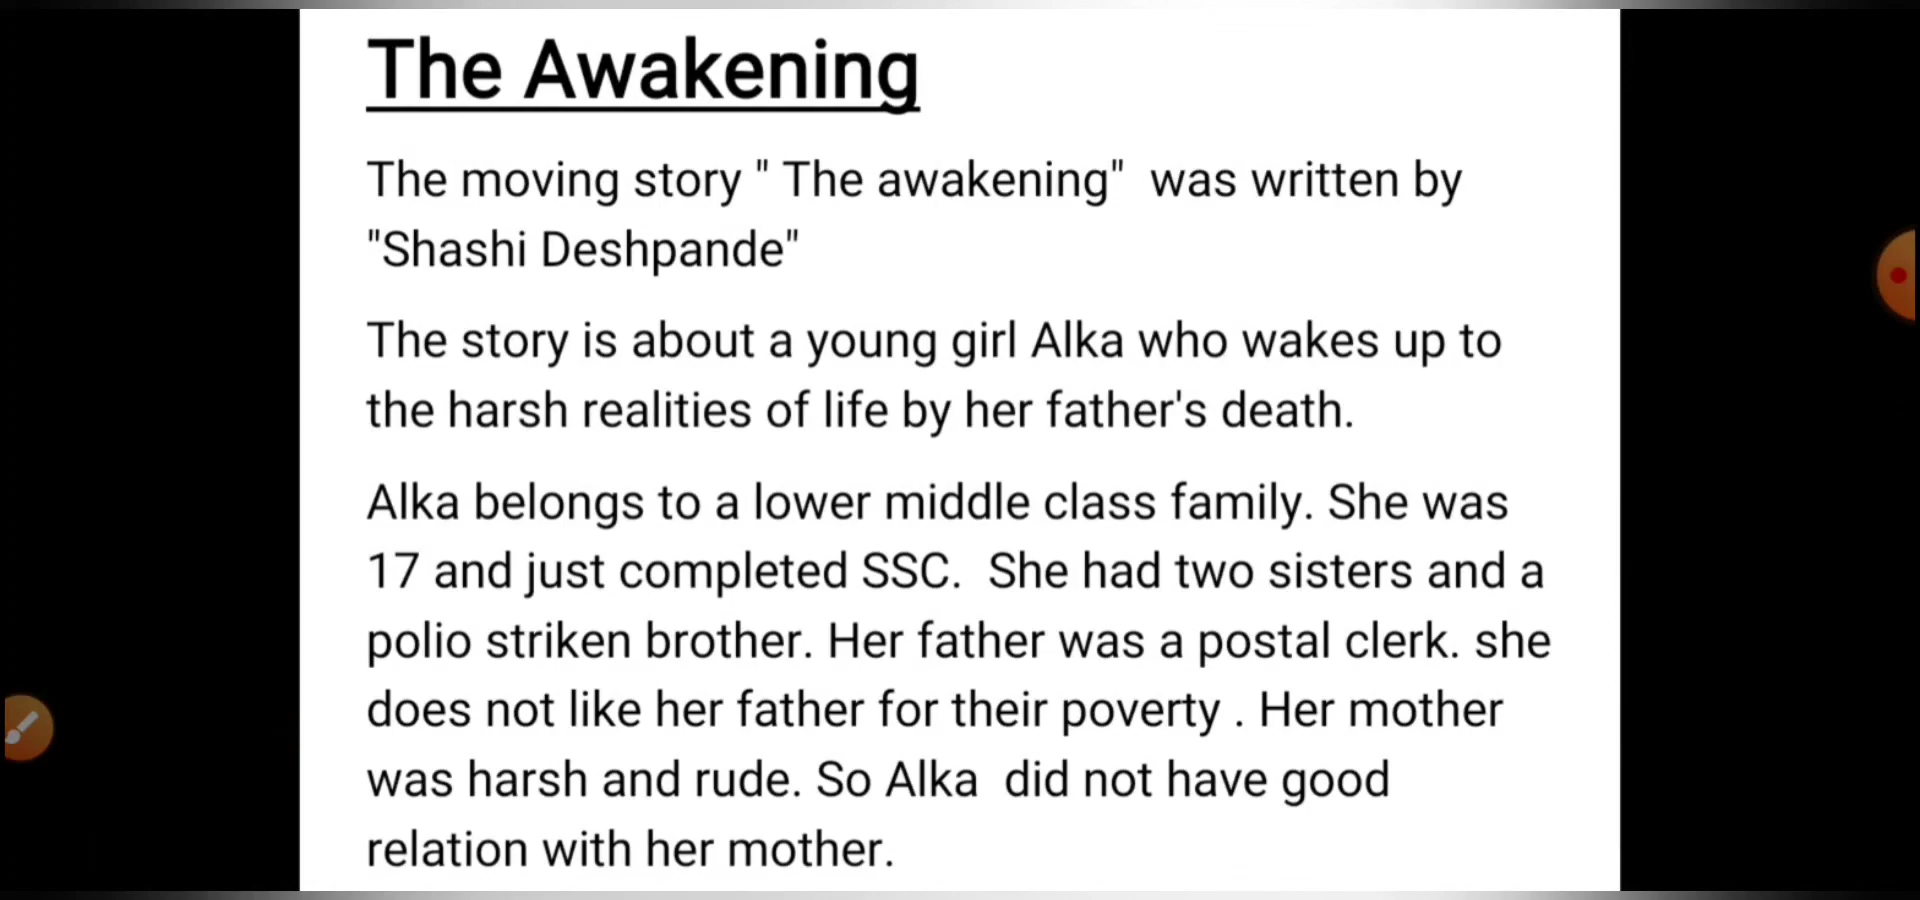 The Awakening
The moving story " The awakening"  was written by
"Shashi Deshpande"
The story is about a young girl Alka who wakes up to
the harsh realities of life by her father's death.
Alka belongs to a lower middle class family. She was
17 and just completed SSC.  She had two sisters and a
polio striken brother. Her father was a postal clerk. she
does not like her father for their poverty . Her mother
was harsh and rude. So Alka  did not have good
relation with her mother.